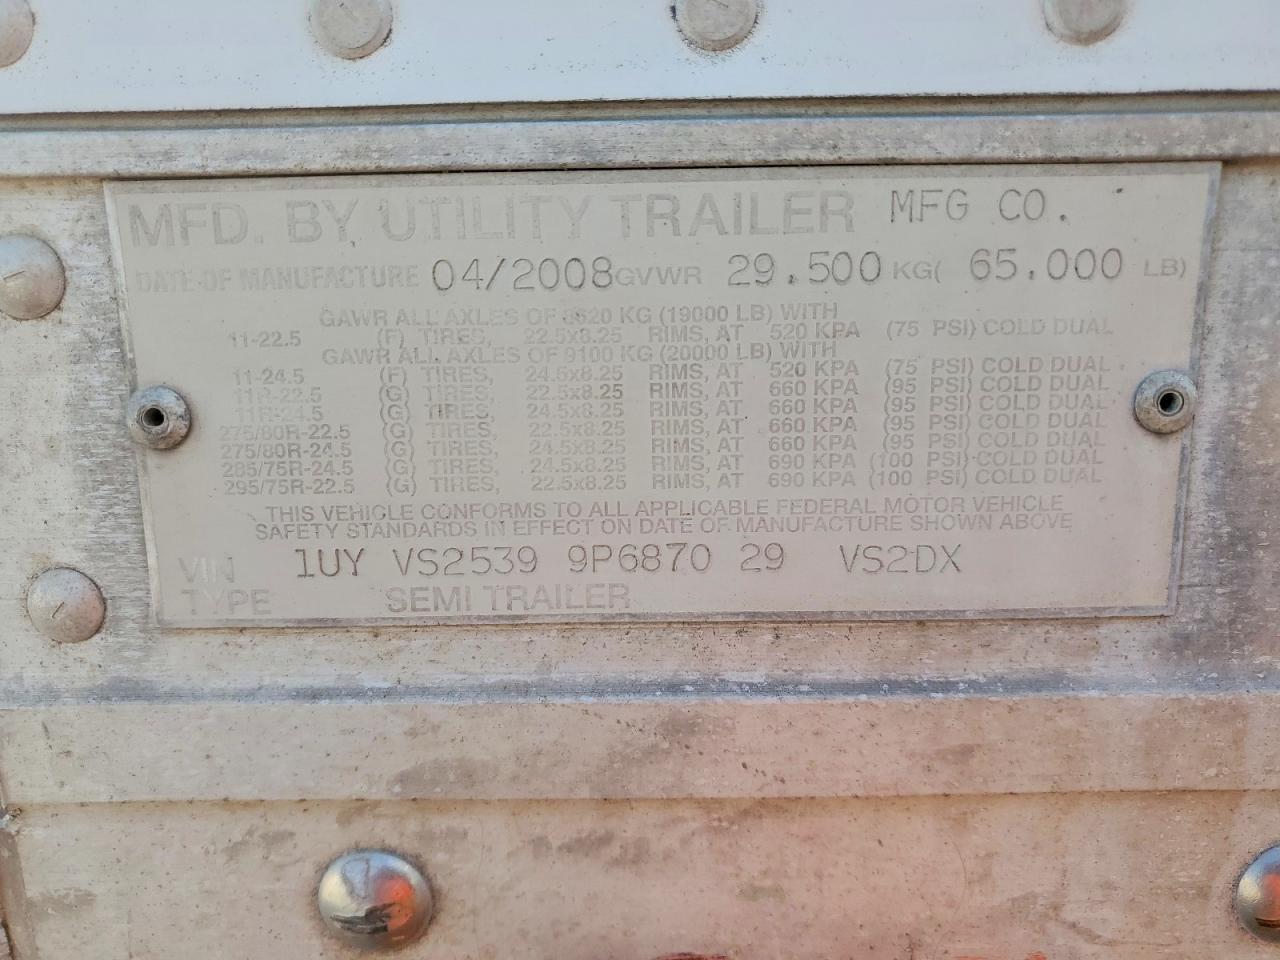 MFD. BY UTILITY TRAILER MFG CO.
DATE OF MANUFACTURE 04/2008 GVWR 29.500 KG( 65.000 LB)
GAWR ALL AXLES OF 8620 KG (19000 LB) WITH
11-22.5 (F) TIRES, 22.5x8.25 RIMS, AT 520 KPA (75 PSI) COLD DUAL
GAWR ALL AXLES OF 9100 KG (20000 LB) WITH
11-24.5 (F) TIRES, 24.5x8.25 RIMS, AT 520 KPA (75 PSI) COLD DUAL
11R-22.5 (G) TIRES 22.5x8.25 RIMS, AT 660 KPA (95 PSI) COLD DUAL
11R-24.5 (G) TIRES, 24.5x8.25 RIMS, AT 660 KPA (95 PSI) COLD DUAL
275/80R-22.5 (G) TIRES, 22.5x8.25 RIMS, AT 660 KPA (95 PSI) COLD DUAL
275/80R-24.5 (G) TIRES, 24.5x8.25 RIMS, AT 660 KPA (95 PSI) COLD DUAL
285/75R-24.5 (G) TIRES, 24.5x8.25 RIMS, AT 690 KPA (100 PSI) COLD DUAL
295/75R-22.5 (G) TIRES, 22.5x8.25 RIMS, AT 690 KPA (100 PSI) COLD DUAL
THIS VEHICLE CONFORMS TO ALL APPLICABLE FEDERAL MOTOR VEHICLE
SAFETY STANDARDS IN EFFECT ON DATE OF MANUFACTURE SHOWN ABOVE
VIN 1UY VS2539 9P6870 29 VS2DX
TYPE SEMI TRAILER